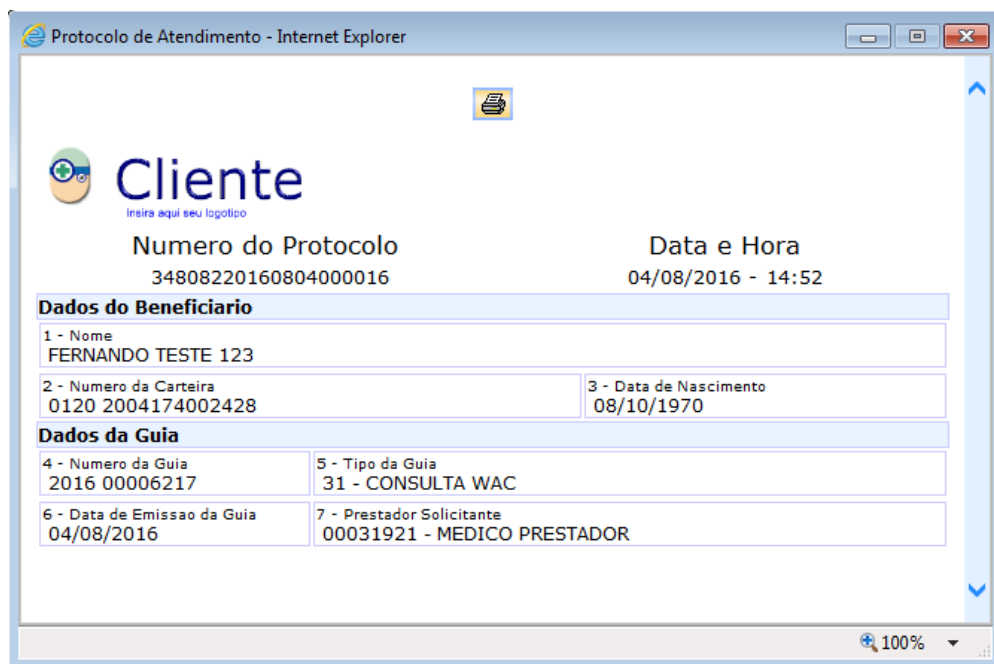 Protocolo de Atendimento - Internet Explorer
Cliente
Insira aqui seu logotipo
Numero do Protocolo Data e Hora
34808220160804000016 04/08/2016 - 14:52
Dados do Beneficiario
1 - Nome
FERNANDO TESTE 123
2 - Numero da Carteira 3 - Data de Nascimento
0120 2004174002428 08/10/1970
Dados da Guia
4 - Numero da Guia 5 - Tipo da Guia
2016 00006217 31 - CONSULTA WAC
6 - Data de Emissao da Guia 7 - Prestador Solicitante
04/08/2016 00031921 - MEDICO PRESTADOR
100%